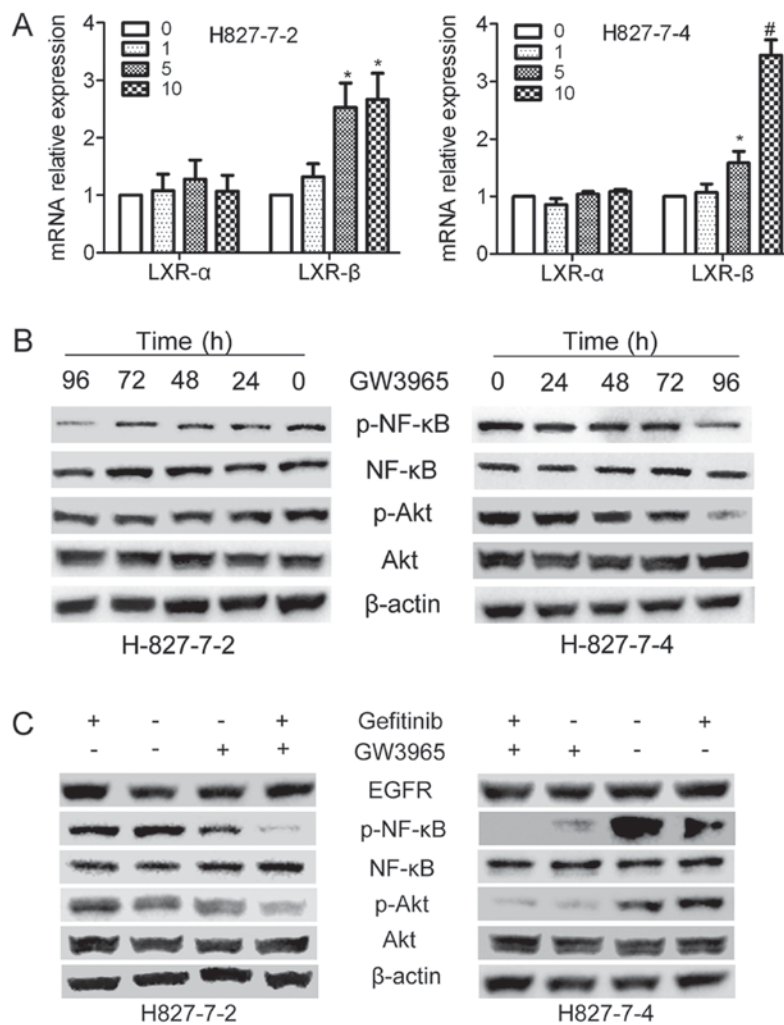 A
mRNA relative expression
4
3
2
1
0
0
1
5
10
H827-7-2
*
*
LXR-α
LXR-β
mRNA relative expression
4
3
2
1
0
0
1
5
10
H827-7-4
*
#
LXR-α
LXR-β
B
Time (h)
Time (h)
96 72 48 24 0 GW3965 0 24 48 72 96
p-NF-κB
NF-κB
p-Akt
Akt
β-actin
H-827-7-2
H-827-7-4
C
+ - - + Gefitinib + - - +
- - + + GW3965 + + - -
EGFR
p-NF-κB
NF-κB
p-Akt
Akt
β-actin
H827-7-2
H827-7-4